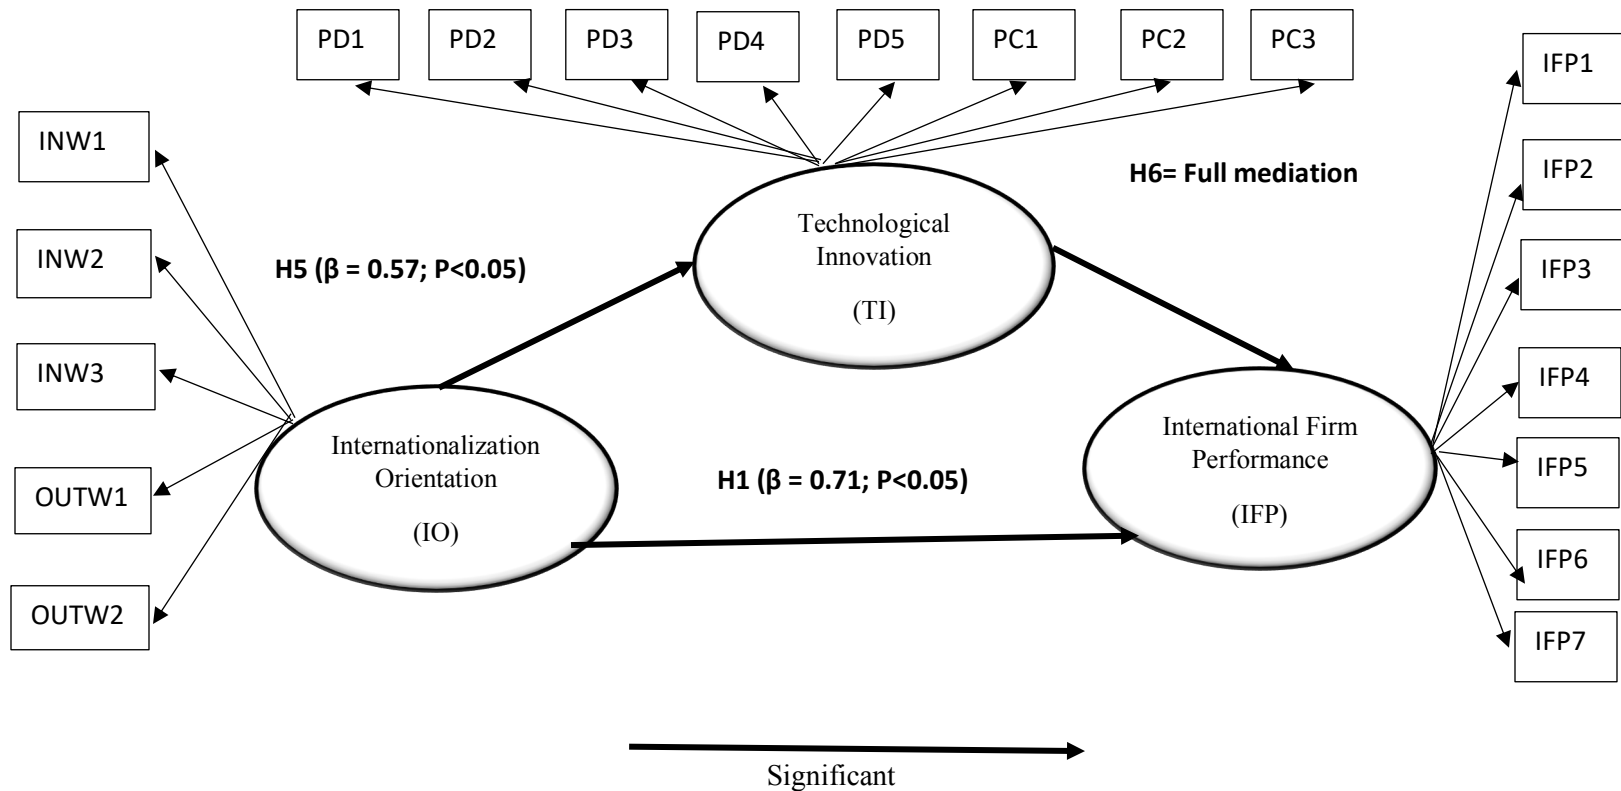 PD1
PD2
PD3
PD4
PD5
PC1
PC2
PC3
IFP1
INW1
IFP2
H6= Full mediation
Technological
Innovation
(TI)
INW2
H5 (β = 0.57; P<0.05)
IFP3
INW3
IFP4
Internationalization
Orientation
(IO)
International Firm
Performance
(IFP)
H1 (β = 0.71; P<0.05)
IFP5
OUTW1
IFP6
OUTW2
IFP7
Significant